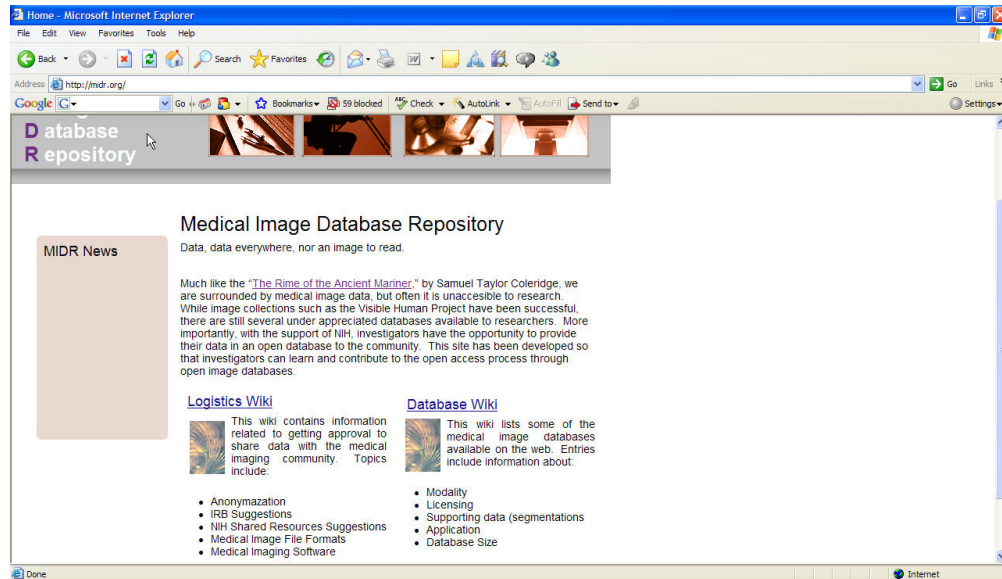 Home - Microsoft Internet Explorer
File Edit View Favorites Tools Help
Back Search Favorites
Address http://midr.org/ Go Links
Google G Go Bookmarks 59 blocked ABC Check AutoLink AutoFill Send to Settings
D atabase
R epository
Medical Image Database Repository
MIDR News
Data, data everywhere, nor an image to read.
Much like the “The Rime of the Ancient Mariner,” by Samuel Taylor Coleridge, we
are surrounded by medical image data, but often it is unaccesible to research.
While image collections such as the Visible Human Project have been successful,
there are still several under appreciated databases available to researchers. More
importantly, with the support of NIH, investigators have the opportunity to provide
their data in an open database to the community. This site has been developed so
that investigators can learn and contribute to the open access process through
open image databases.
Logistics Wiki
This wiki contains information
related to getting approval to
share data with the medical
imaging community. Topics
include:
• Anonymazation
• IRB Suggestions
• NIH Shared Resources Suggestions
• Medical Image File Formats
• Medical Imaging Software
Database Wiki
This wiki lists some of the
medical image databases
available on the web. Entries
include information about:
• Modality
• Licensing
• Supporting data (segmentations
• Application
• Database Size
Done Internet